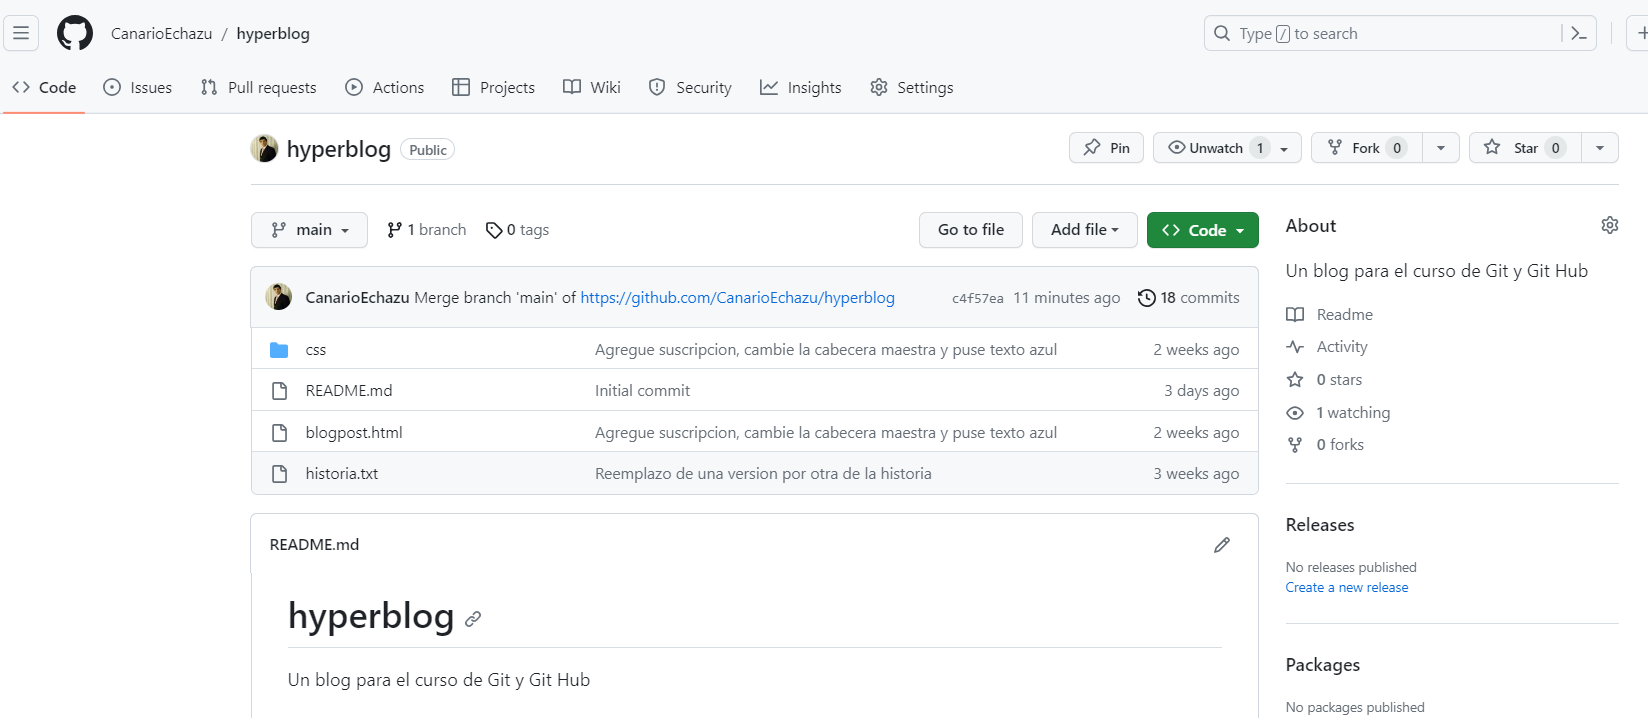 CanarioEchazu / hyperblog
Type / to search
Code Issues Pull requests Actions Projects Wiki Security Insights Settings
hyperblog Public
Pin Unwatch 1 Fork 0 Star 0
main 1 branch 0 tags
Go to file Add file Code
CanarioEchazu Merge branch 'main' of https://github.com/CanarioEchazu/hyperblog c4f57ea 11 minutes ago 18 commits
css Agregue suscripcion, cambie la cabecera maestra y puse texto azul 2 weeks ago
README.md Initial commit 3 days ago
blogpost.html Agregue suscripcion, cambie la cabecera maestra y puse texto azul 2 weeks ago
historia.txt Reemplazo de una version por otra de la historia 3 weeks ago
README.md
hyperblog
Un blog para el curso de Git y Git Hub
About
Un blog para el curso de Git y Git Hub
Readme
Activity
0 stars
1 watching
0 forks
Releases
No releases published
Create a new release
Packages
No packages published